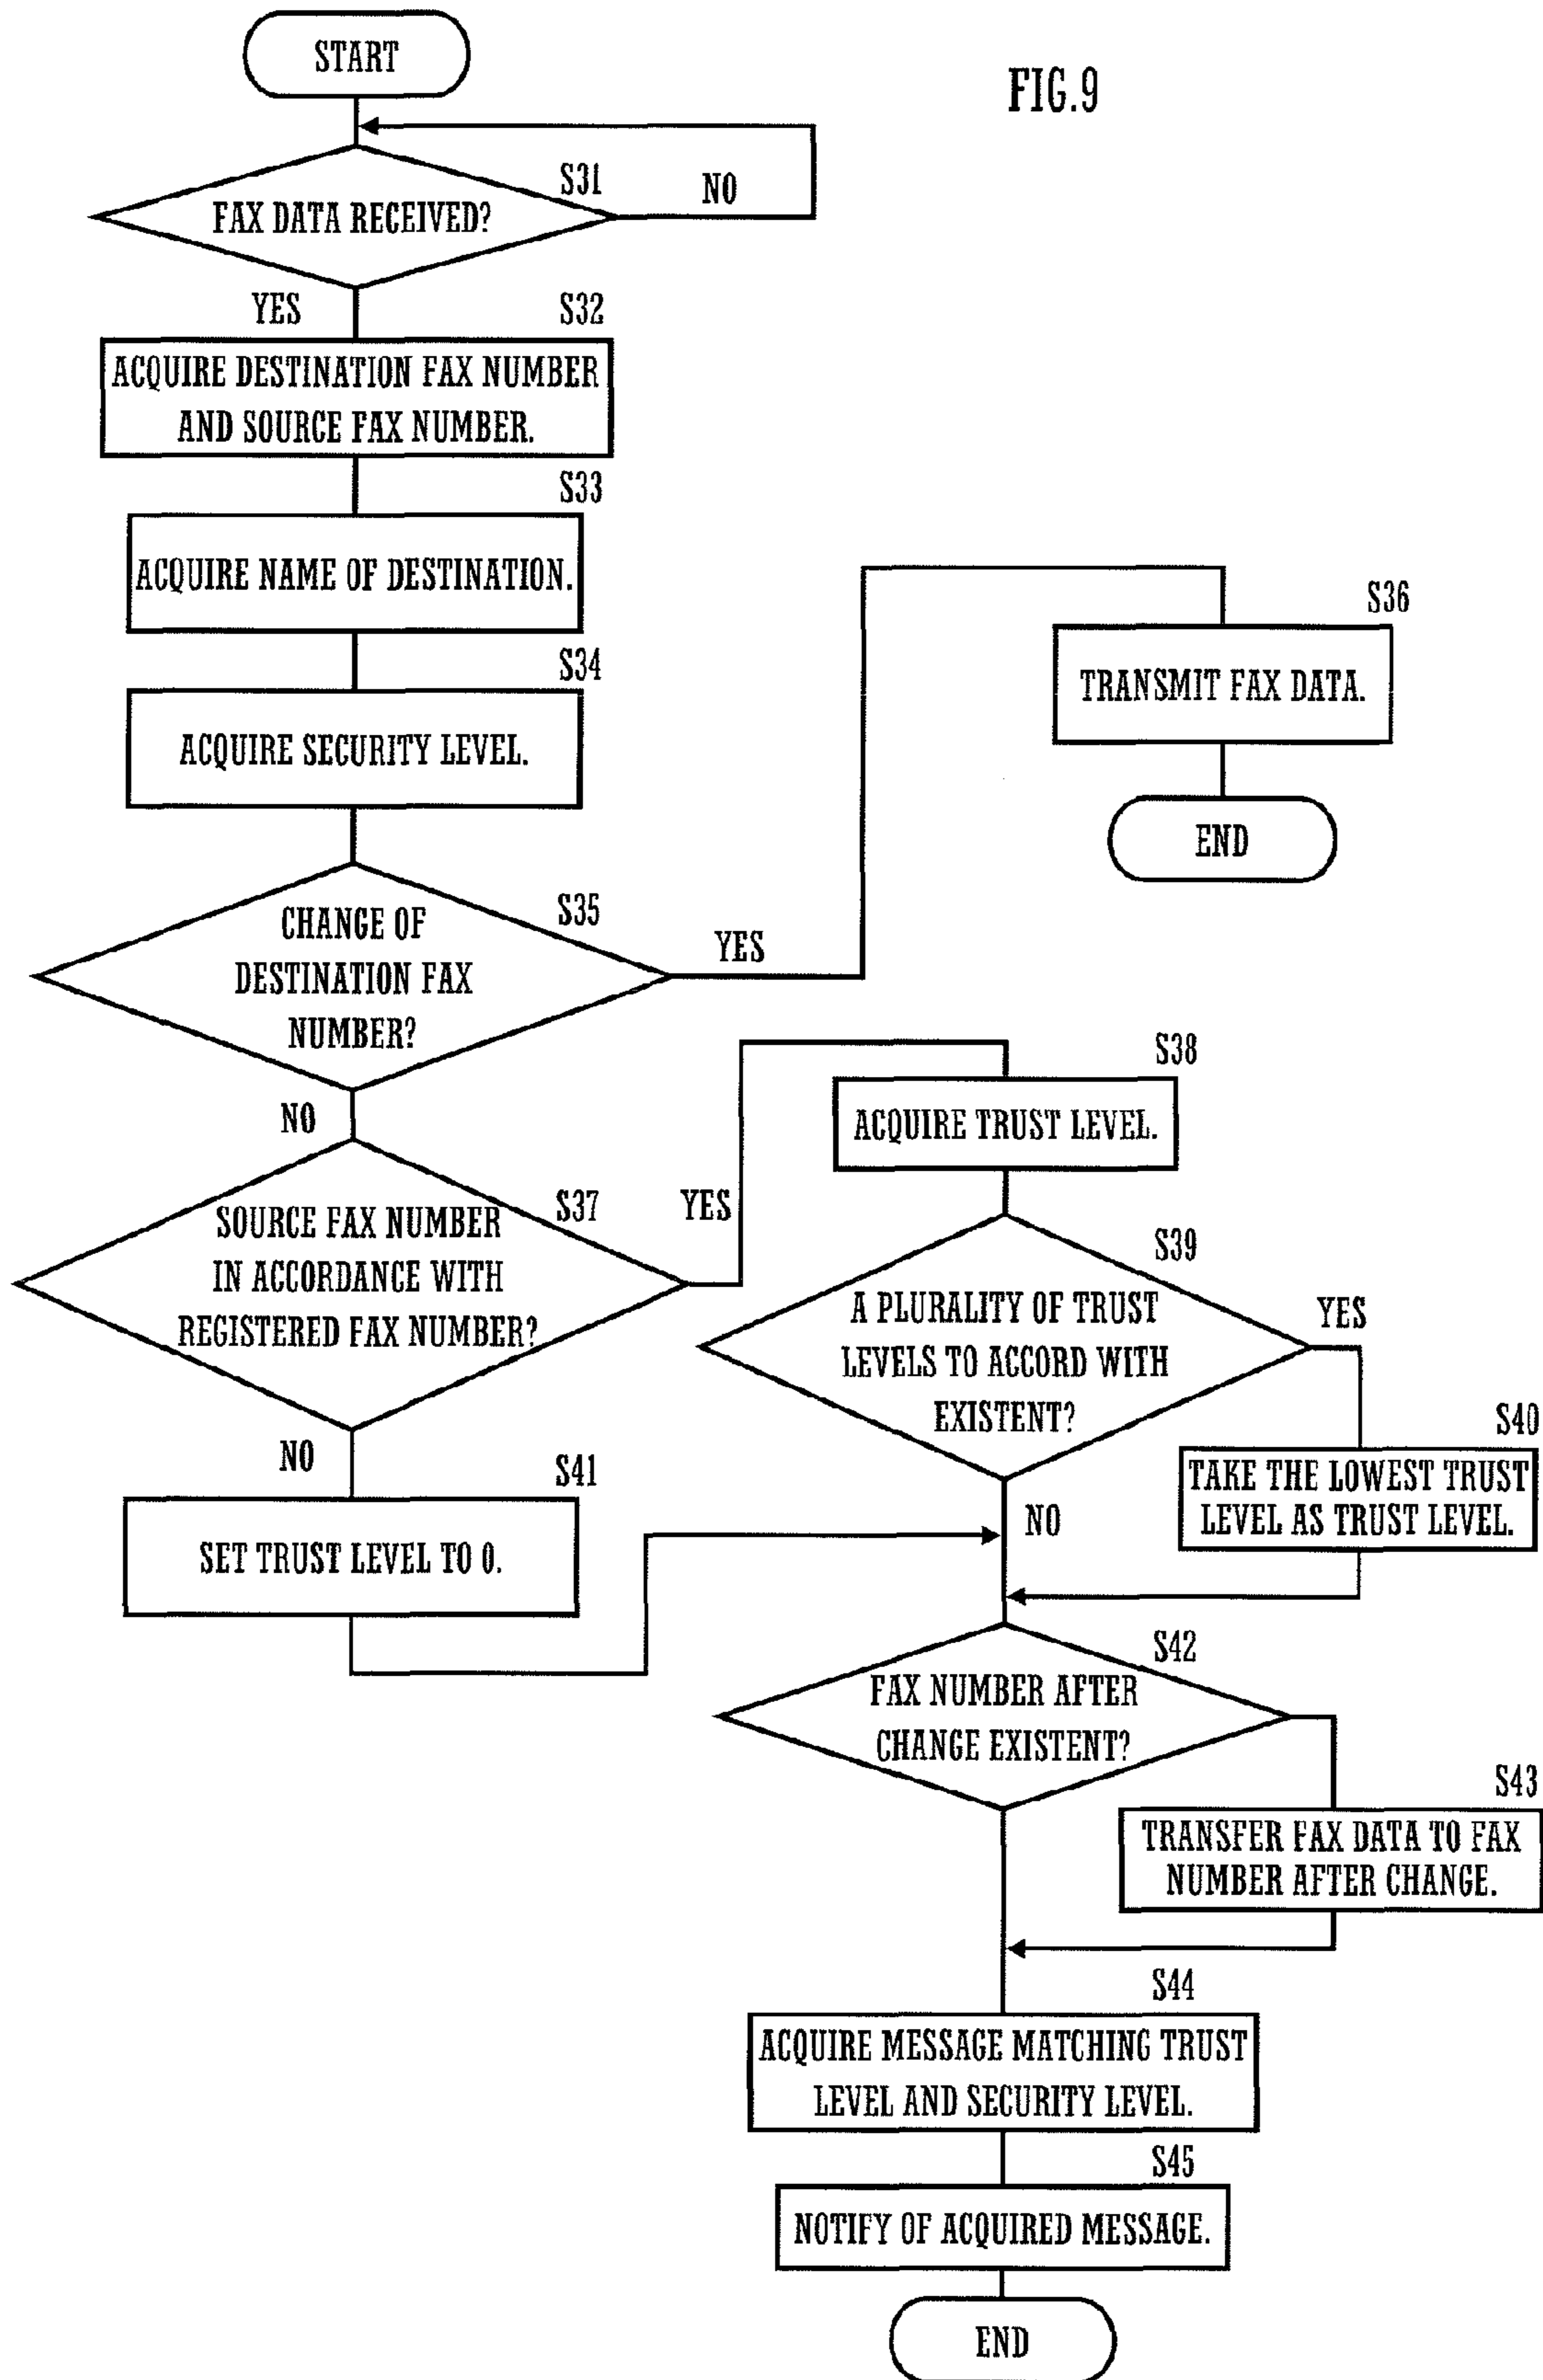 START
FIG.9
S31
FAX DATA RECEIVED?
NO
YES
S32
ACQUIRE DESTINATION FAX NUMBER
AND SOURCE FAX NUMBER.
S33
ACQUIRE NAME OF DESTINATION.
S34
ACQUIRE SECURITY LEVEL.
S35
CHANGE OF
DESTINATION FAX
NUMBER?
YES
S36
TRANSMIT FAX DATA.
END
NO
S37
SOURCE FAX NUMBER
IN ACCORDANCE WITH
REGISTERED FAX NUMBER?
YES
S38
ACQUIRE TRUST LEVEL.
S39
A PLURALITY OF TRUST
LEVELS TO ACCORD WITH
EXISTENT?
YES
S40
TAKE THE LOWEST TRUST
LEVEL AS TRUST LEVEL.
NO
NO
S41
SET TRUST LEVEL TO 0.
S42
FAX NUMBER AFTER
CHANGE EXISTENT?
S43
TRANSFER FAX DATA TO FAX
NUMBER AFTER CHANGE.
S44
ACQUIRE MESSAGE MATCHING TRUST
LEVEL AND SECURITY LEVEL.
S45
NOTIFY OF ACQUIRED MESSAGE.
END